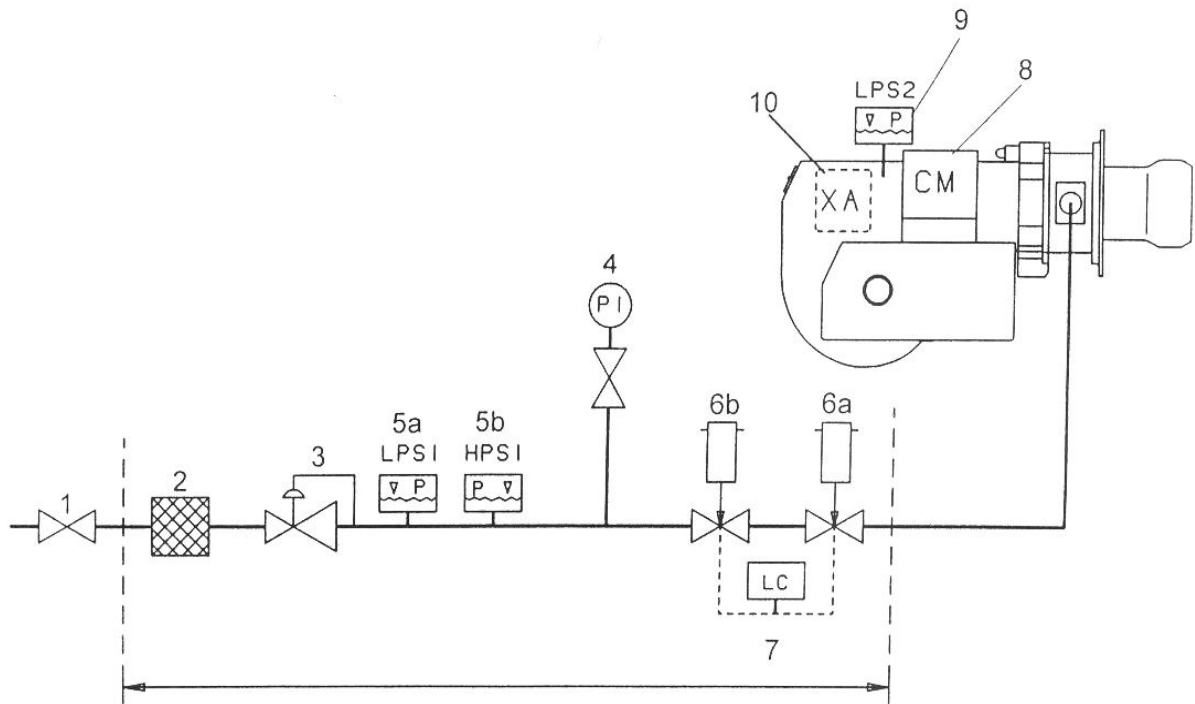 9
8
LPS2
10
∇ P
XA
CM
4
PI
6b
6a
5a
5b
3
LPS1
HPS1
2
∇ P
P ∇
1
LC
7